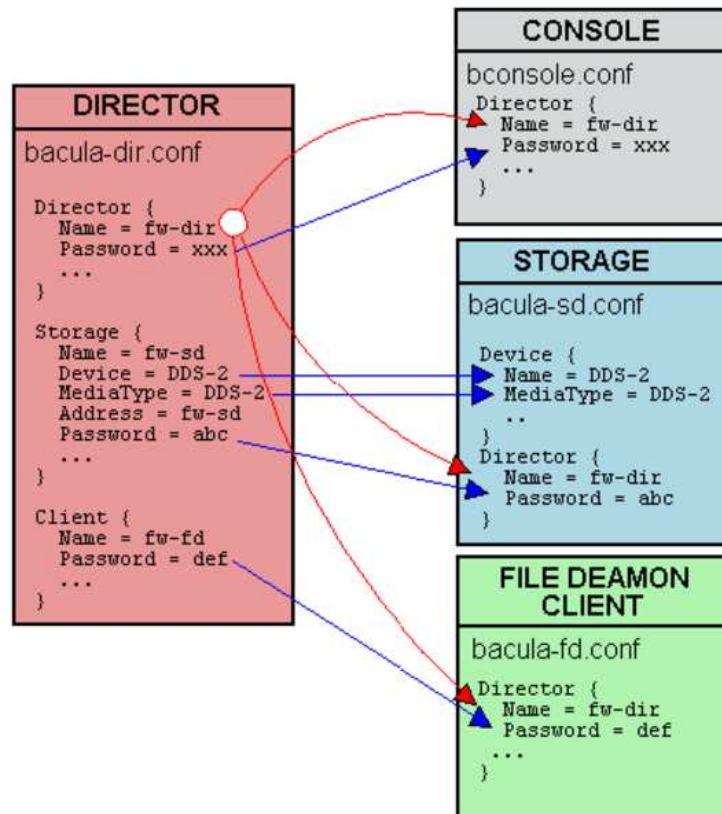 DIRECTOR
bacula-dir.conf
Director {
Name = fw-dir
Password = xxx
...
}
Storage {
Name = fw-sd
Device = DDS-2
MediaType = DDS-2
Address = fw-sd
Password = abc
...
}
Client {
Name = fw-fd
Password = def
...
}
CONSOLE
bconsole.conf
Director {
Name = fw-dir
Password = xxx
...
}
STORAGE
bacula-sd.conf
Device {
Name = DDS-2
MediaType = DDS-2
..
}
Director {
Name = fw-dir
Password = abc
}
FILE DEAMON
CLIENT
bacula-fd.conf
Director {
Name = fw-dir
Password = def
...
}